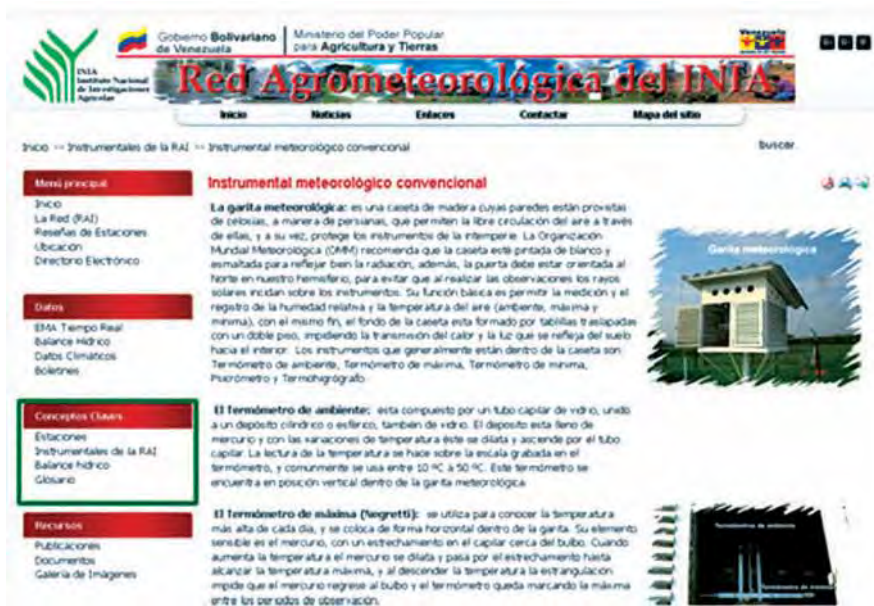 Gobierno Bolivariano
de Venezuela
Ministerio del Poder Popular
para Agricultura y Tierras
Venezuela
INIA
Instituto Nacional
de Investigaciones
Agrícolas
Red Agrometeorológica del INIA
Inicio Noticias Enlaces Contactar Mapa del sitio
Inicio Instrumentales de la RAI Instrumental meteorológico convencional
buscar
Menú principal
Inicio
La Red (RAI)
Reseñas de Estaciones
Ubicación
Directorio Electrónico
Datos
EMA Tiempo Real
Balance Hídrico
Datos Climáticos
Boletines
Conceptos Claves
Estaciones
Instrumentales de la RAI
Balance hídrico
Glosario
Recursos
Publicaciones
Documentos
Galería de Imágenes
Instrumental meteorológico convencional
La garita meteorológica: es una caseta de madera cuyas paredes están provistas
de celosías, a manera de persianas, que permiten la libre circulación del aire a través
de ellas, y a su vez, protege los instrumentos de la intemperie. La Organización
Mundial Meteorológica (OMM) recomienda que la caseta esté pintada de blanco y
esmaltada para reflejar bien la radiación, además, la puerta debe estar orientada al
Norte en nuestro hemisferio, para evitar que al realizar las observaciones los rayos
solares incidan sobre los instrumentos. Su función básica es permitir la medición y el
registro de la humedad relativa y la temperatura del aire (ambiente, máxima y
mínima), con el mismo fin, el fondo de la caseta esta formado por tablillas traslapadas
con un doble piso, impidiendo la transmisión del calor y la luz que se refleja del suelo
hacia el interior. Los instrumentos que generalmente están dentro de la caseta son
Termómetro de ambiente, Termómetro de máxima, Termómetro de mínima,
Psicrómetro y Termohigrógrafo.
Garita meteorológica
El Termómetro de ambiente: esta compuesto por un tubo capilar de vidrio, unido
a un depósito cilíndrico o esférico, también de vidrio. El deposito esta lleno de
mercurio y con las variaciones de temperatura éste se dilata y asciende por el tubo
capilar. La lectura de la temperatura se hace sobre la escala grabada en el
termómetro, y comunmente se usa entre 10 ºC à 50 ºC. Este termómetro se
encuentra en posición vertical dentro de la garita meteorológica.
El Termómetro de máxima (Negretti): se utiliza para conocer la temperatura
más alta de cada día, y se coloca de forma horizontal dentro de la garita. Su elemento
sensible es el mercurio, con un estrechamiento en el capilar cerca del bulbo. Cuando
aumenta la temperatura el mercurio se dilata y pasa por el estrechamiento hasta
alcanzar la temperatura máxima, y al descender la temperatura la estrangulación
impide que el mercurio regrese al bulbo y el termómetro queda marcando la máxima
entre los periodos de observación.
Termómetro de ambiente